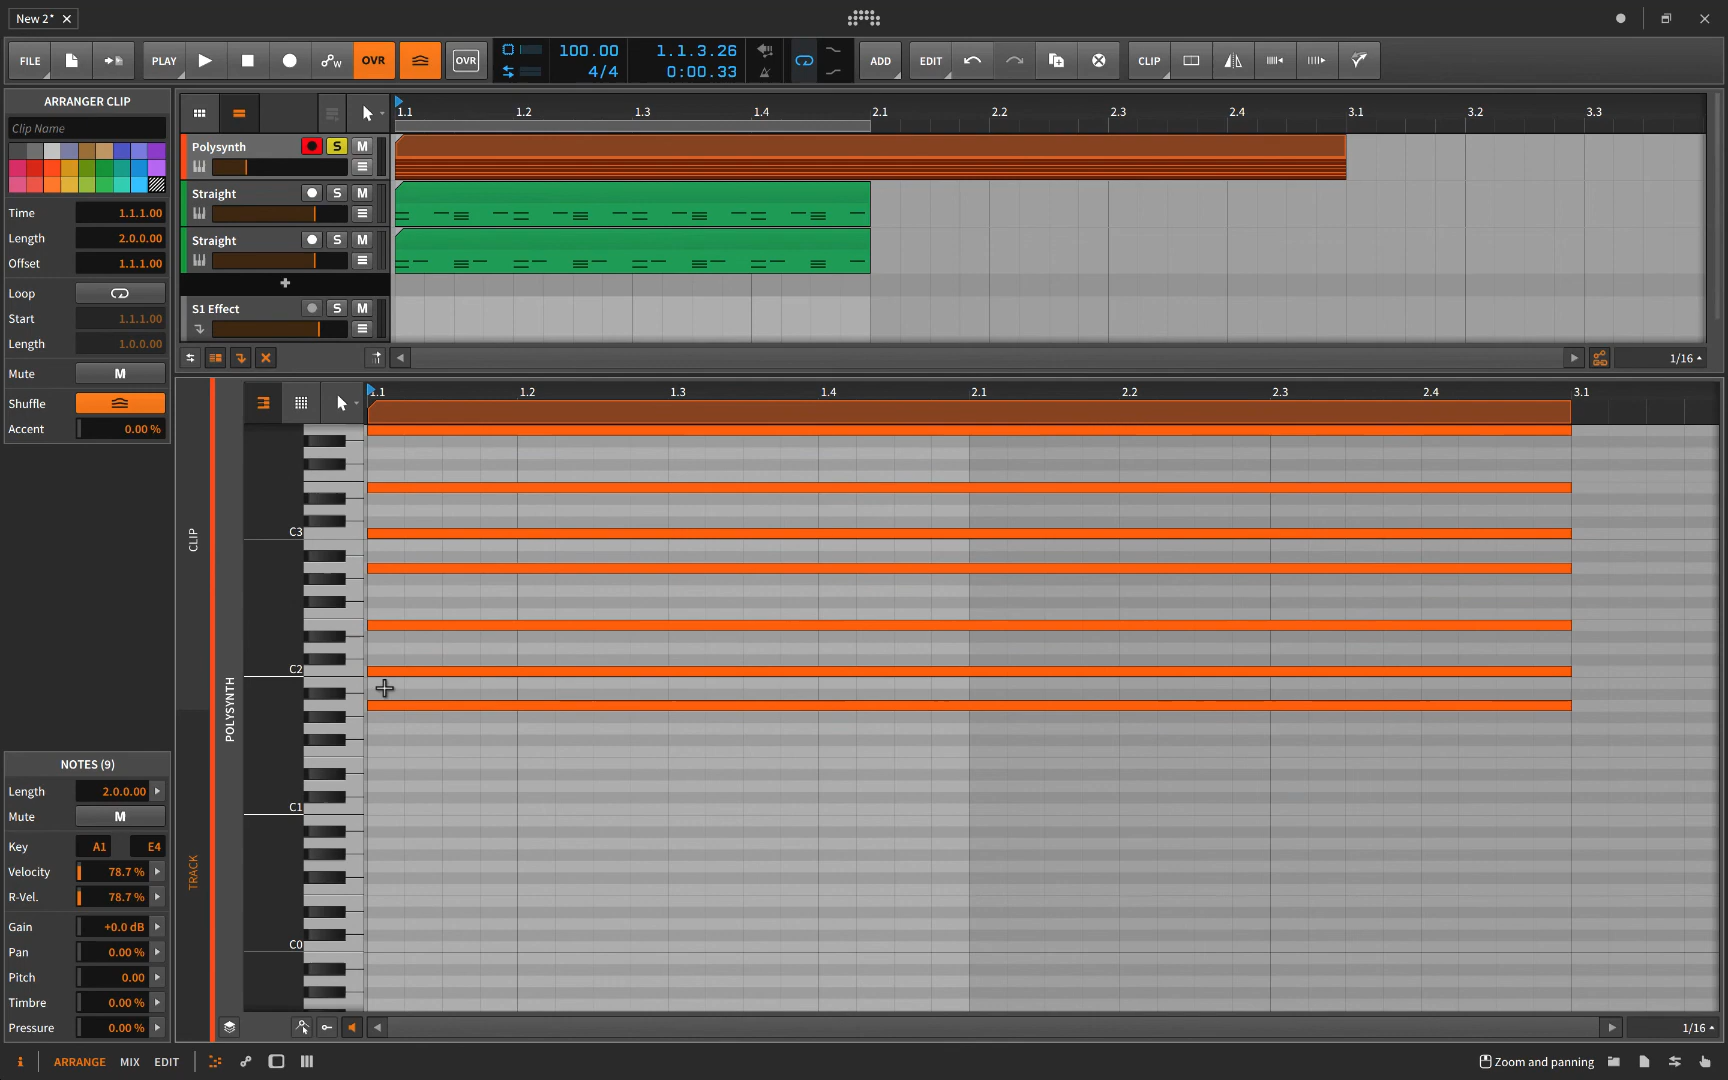 New 2*
FILE
PLAY
OVR
OVR
100.00
4/4
1.1.3.26
0:00.33
ADD
EDIT
CLIP
ARRANGER CLIP
Clip Name
Time 1.1.1.00
Length 2.0.0.00
Offset 1.1.1.00
Loop
Start 1.1.1.00
Length 1.0.0.00
Mute M
Shuffle
Accent 0.00 %
1.1 1.2 1.3 1.4 2.1 2.2 2.3 2.4 3.1 3.2 3.3
Polysynth S M
Straight S M
Straight S M
S1 Effect S M
1/16
1.1 1.2 1.3 1.4 2.1 2.2 2.3 2.4 3.1
CLIP
TRACK
POLYSYNTH
C3
C2
C1
C0
NOTES (9)
Length 2.0.0.00
Mute M
Key A1 E4
Velocity 78.7 %
R-Vel. 78.7 %
Gain +0.0 dB
Pan 0.00 %
Pitch 0.00
Timbre 0.00 %
Pressure 0.00 %
1/16
i ARRANGE MIX EDIT
Zoom and panning